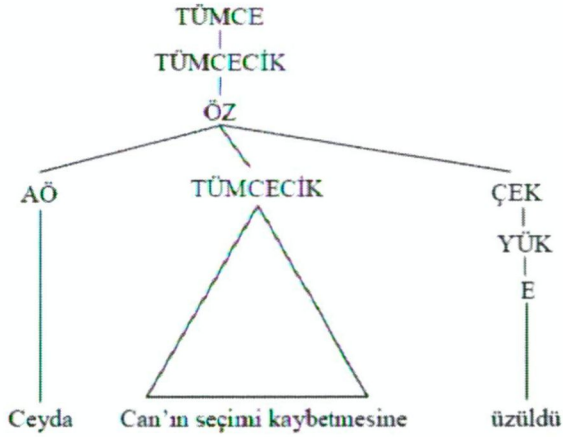 TÜMCE
TÜMCECİK
ÖZ
AÖ TÜMCECİK ÇEK
YÜK
E
Ceyda Can'ın seçimi kaybetmesine üzüldü